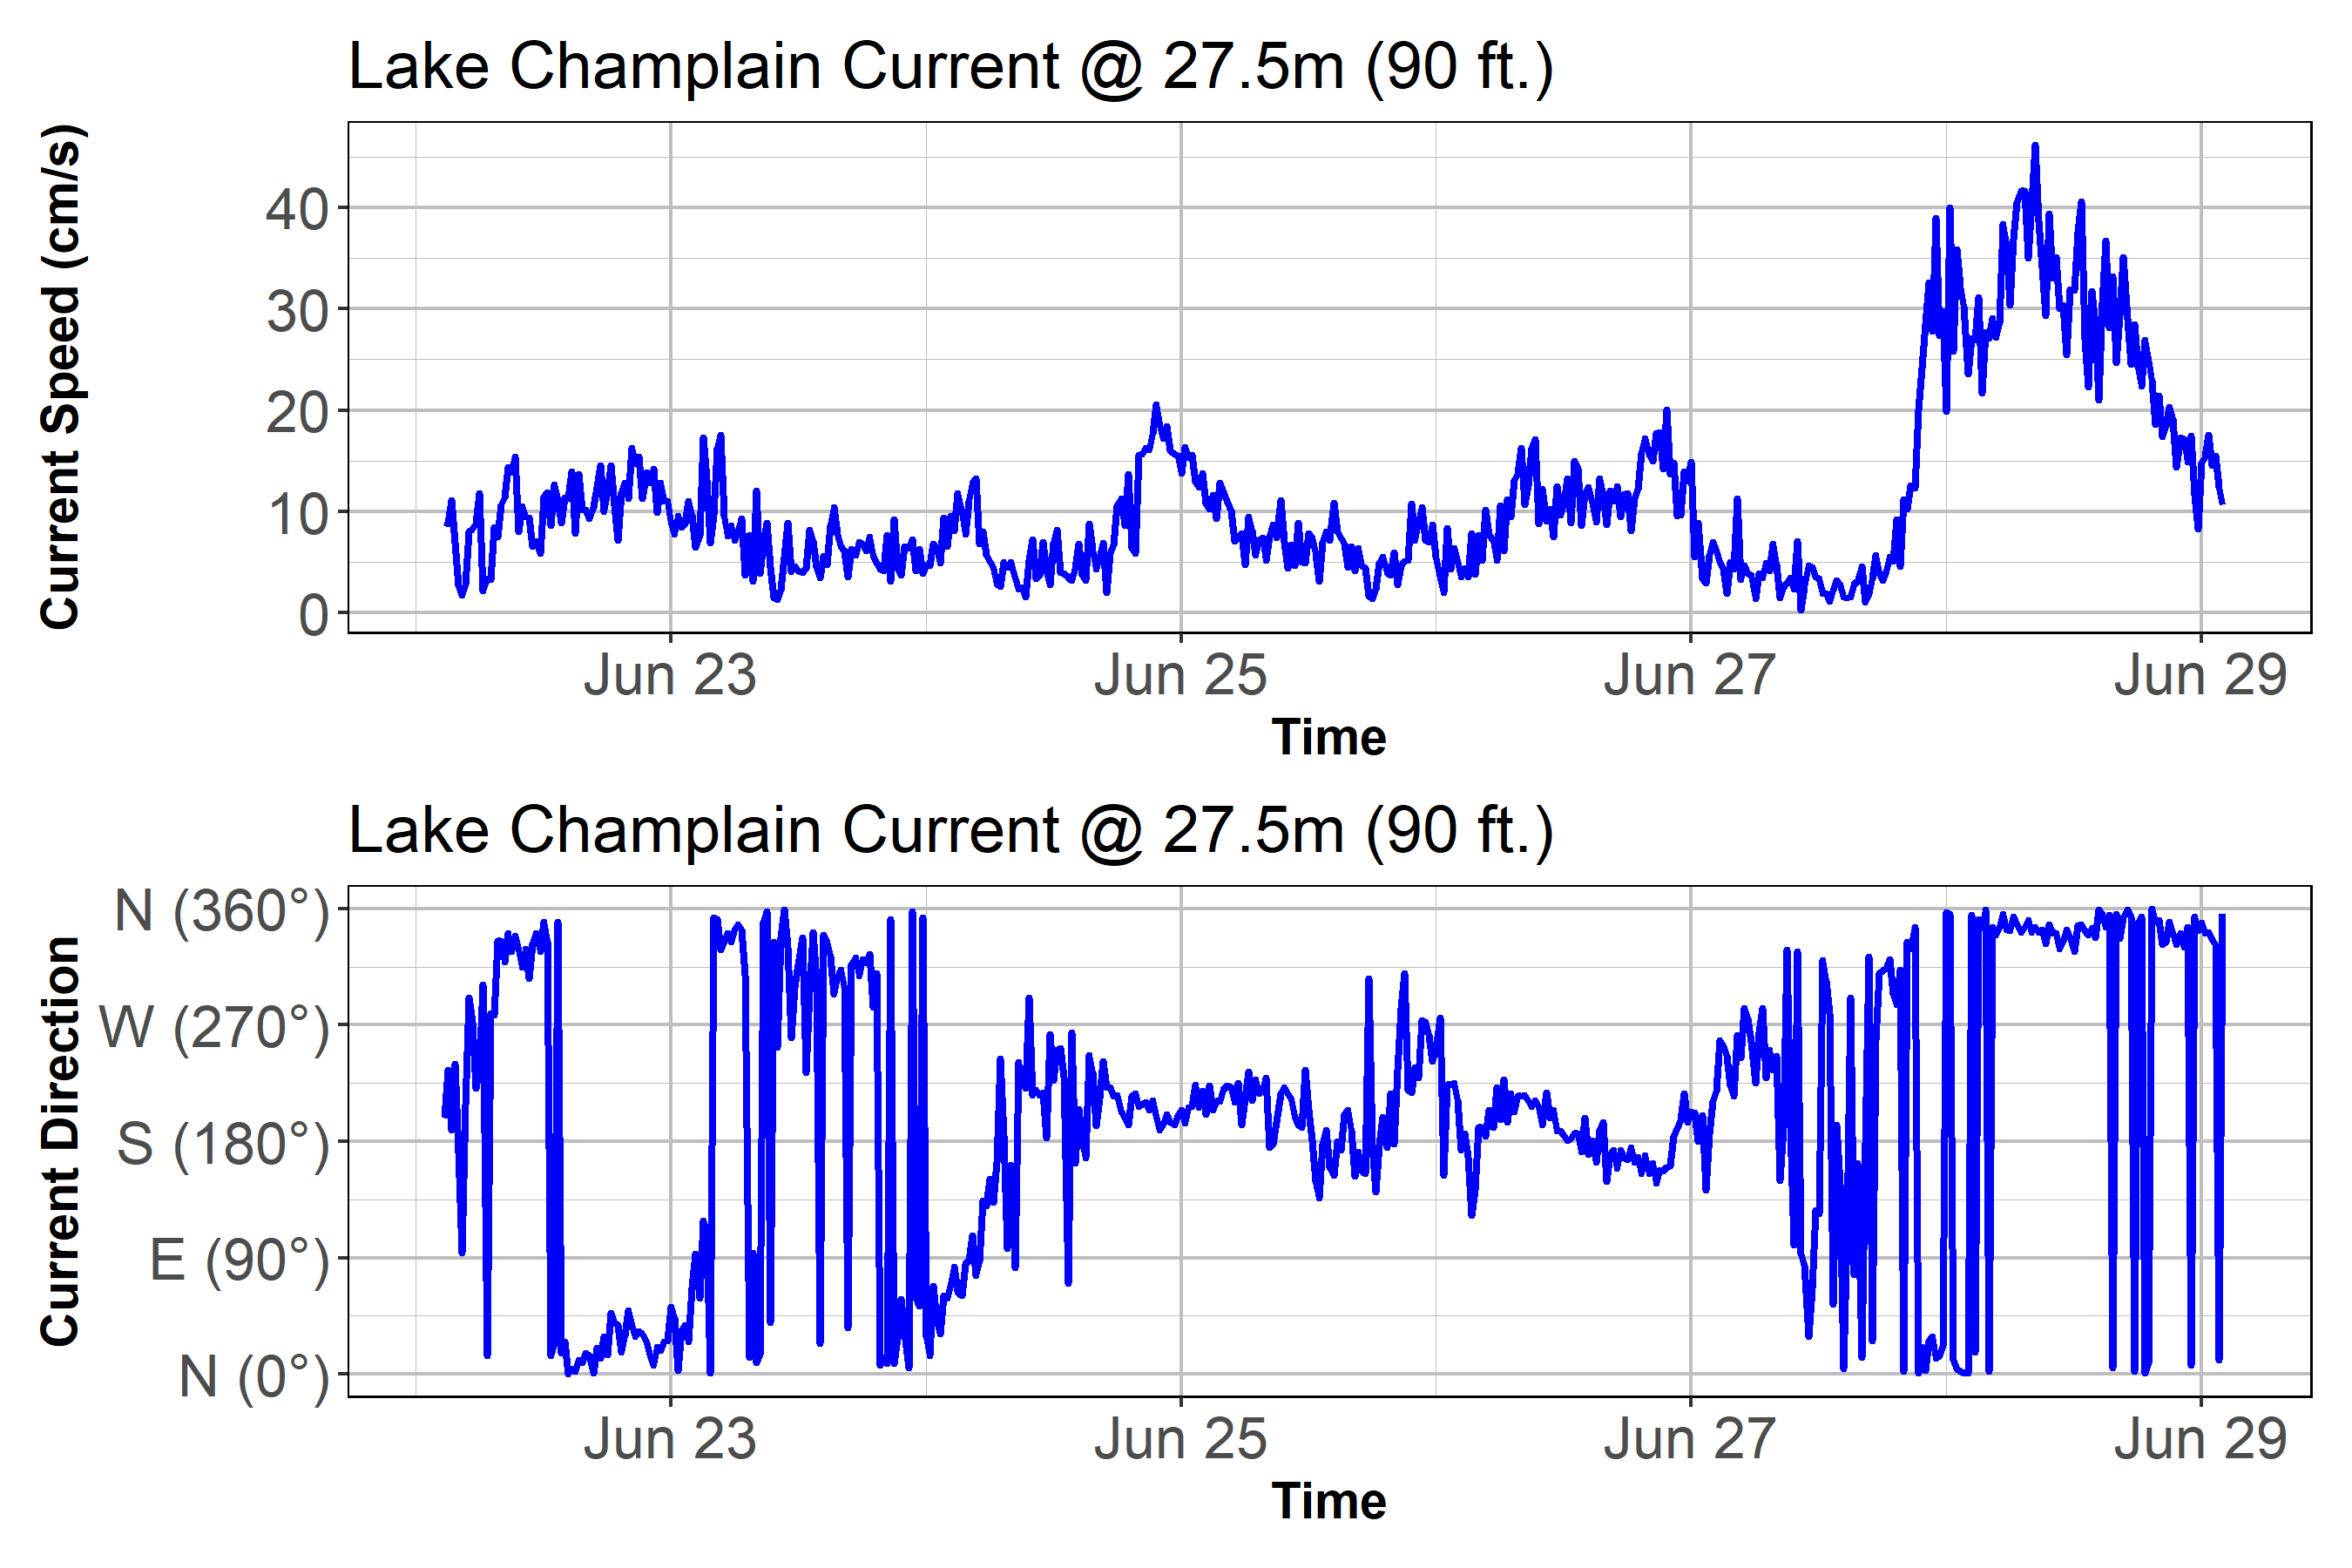 Lake Champlain Current @ 27.5m (90 ft.)
Current Speed (cm/s)
40
30
20
10
0
Jun 23 Jun 25 Jun 27 Jun 29
Time
Lake Champlain Current @ 27.5m (90 ft.)
Current Direction
N (360°)
W (270°)
S (180°)
E (90°)
N (0°)
Jun 23 Jun 25 Jun 27 Jun 29
Time